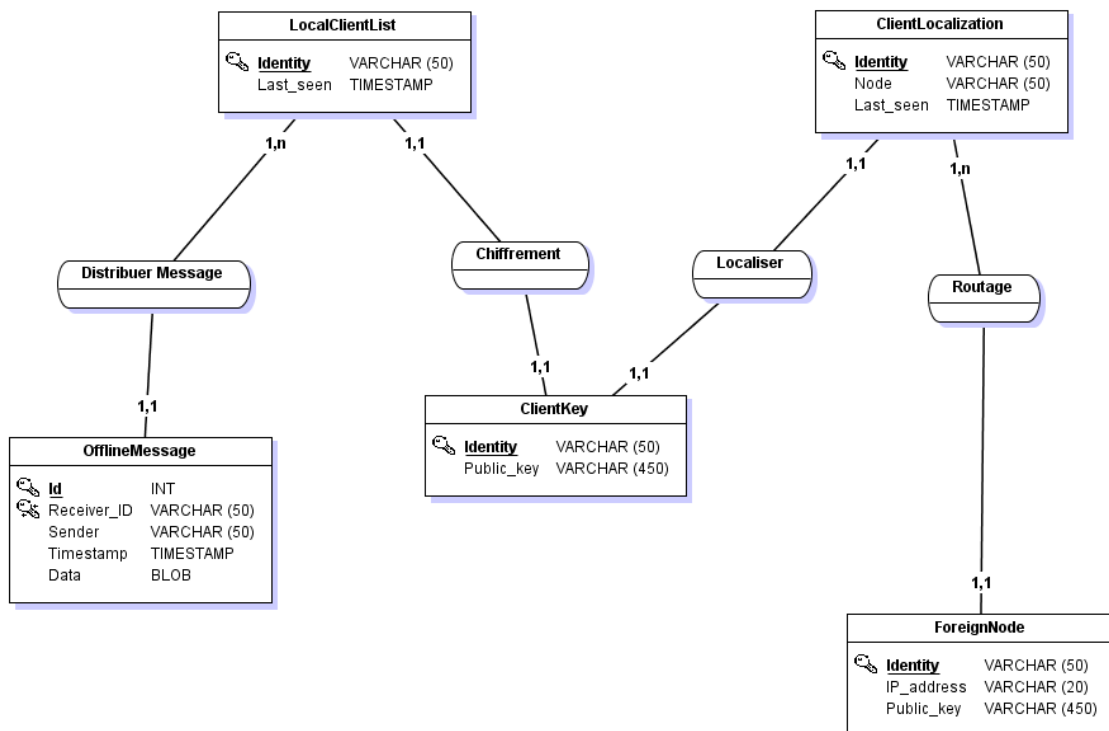 LocalClientList
Identity VARCHAR (50)
Last_seen TIMESTAMP
ClientLocalization
Identity VARCHAR (50)
Node VARCHAR (50)
Last_seen TIMESTAMP
1,n
1,1
1,1
1,n
Distribuer Message
Chiffrement
Localiser
Routage
1,1
1,1
1,1
1,1
OfflineMessage
Id INT
Receiver_ID VARCHAR (50)
Sender VARCHAR (50)
Timestamp TIMESTAMP
Data BLOB
ClientKey
Identity VARCHAR (50)
Public_key VARCHAR (450)
ForeignNode
Identity VARCHAR (50)
IP_address VARCHAR (20)
Public_key VARCHAR (450)